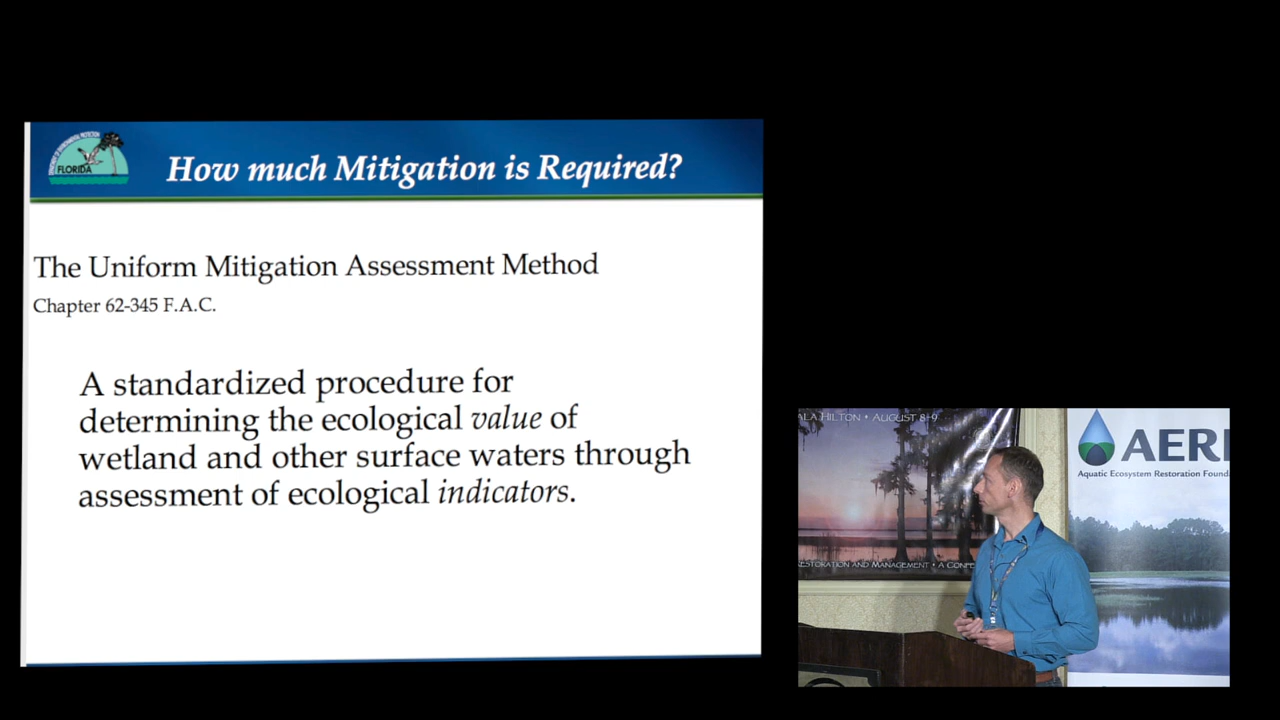 FLORIDA
How much Mitigation is Required?
The Uniform Mitigation Assessment Method
Chapter 62-345 F.A.C.
A standardized procedure for
determining the ecological value of
wetland and other surface waters through
assessment of ecological indicators.
ALA HILTON • AUGUST 8-9
ESTORATION AND MANAGEMENT • A CONFE
AERF
Aquatic Ecosystem Restoration Found